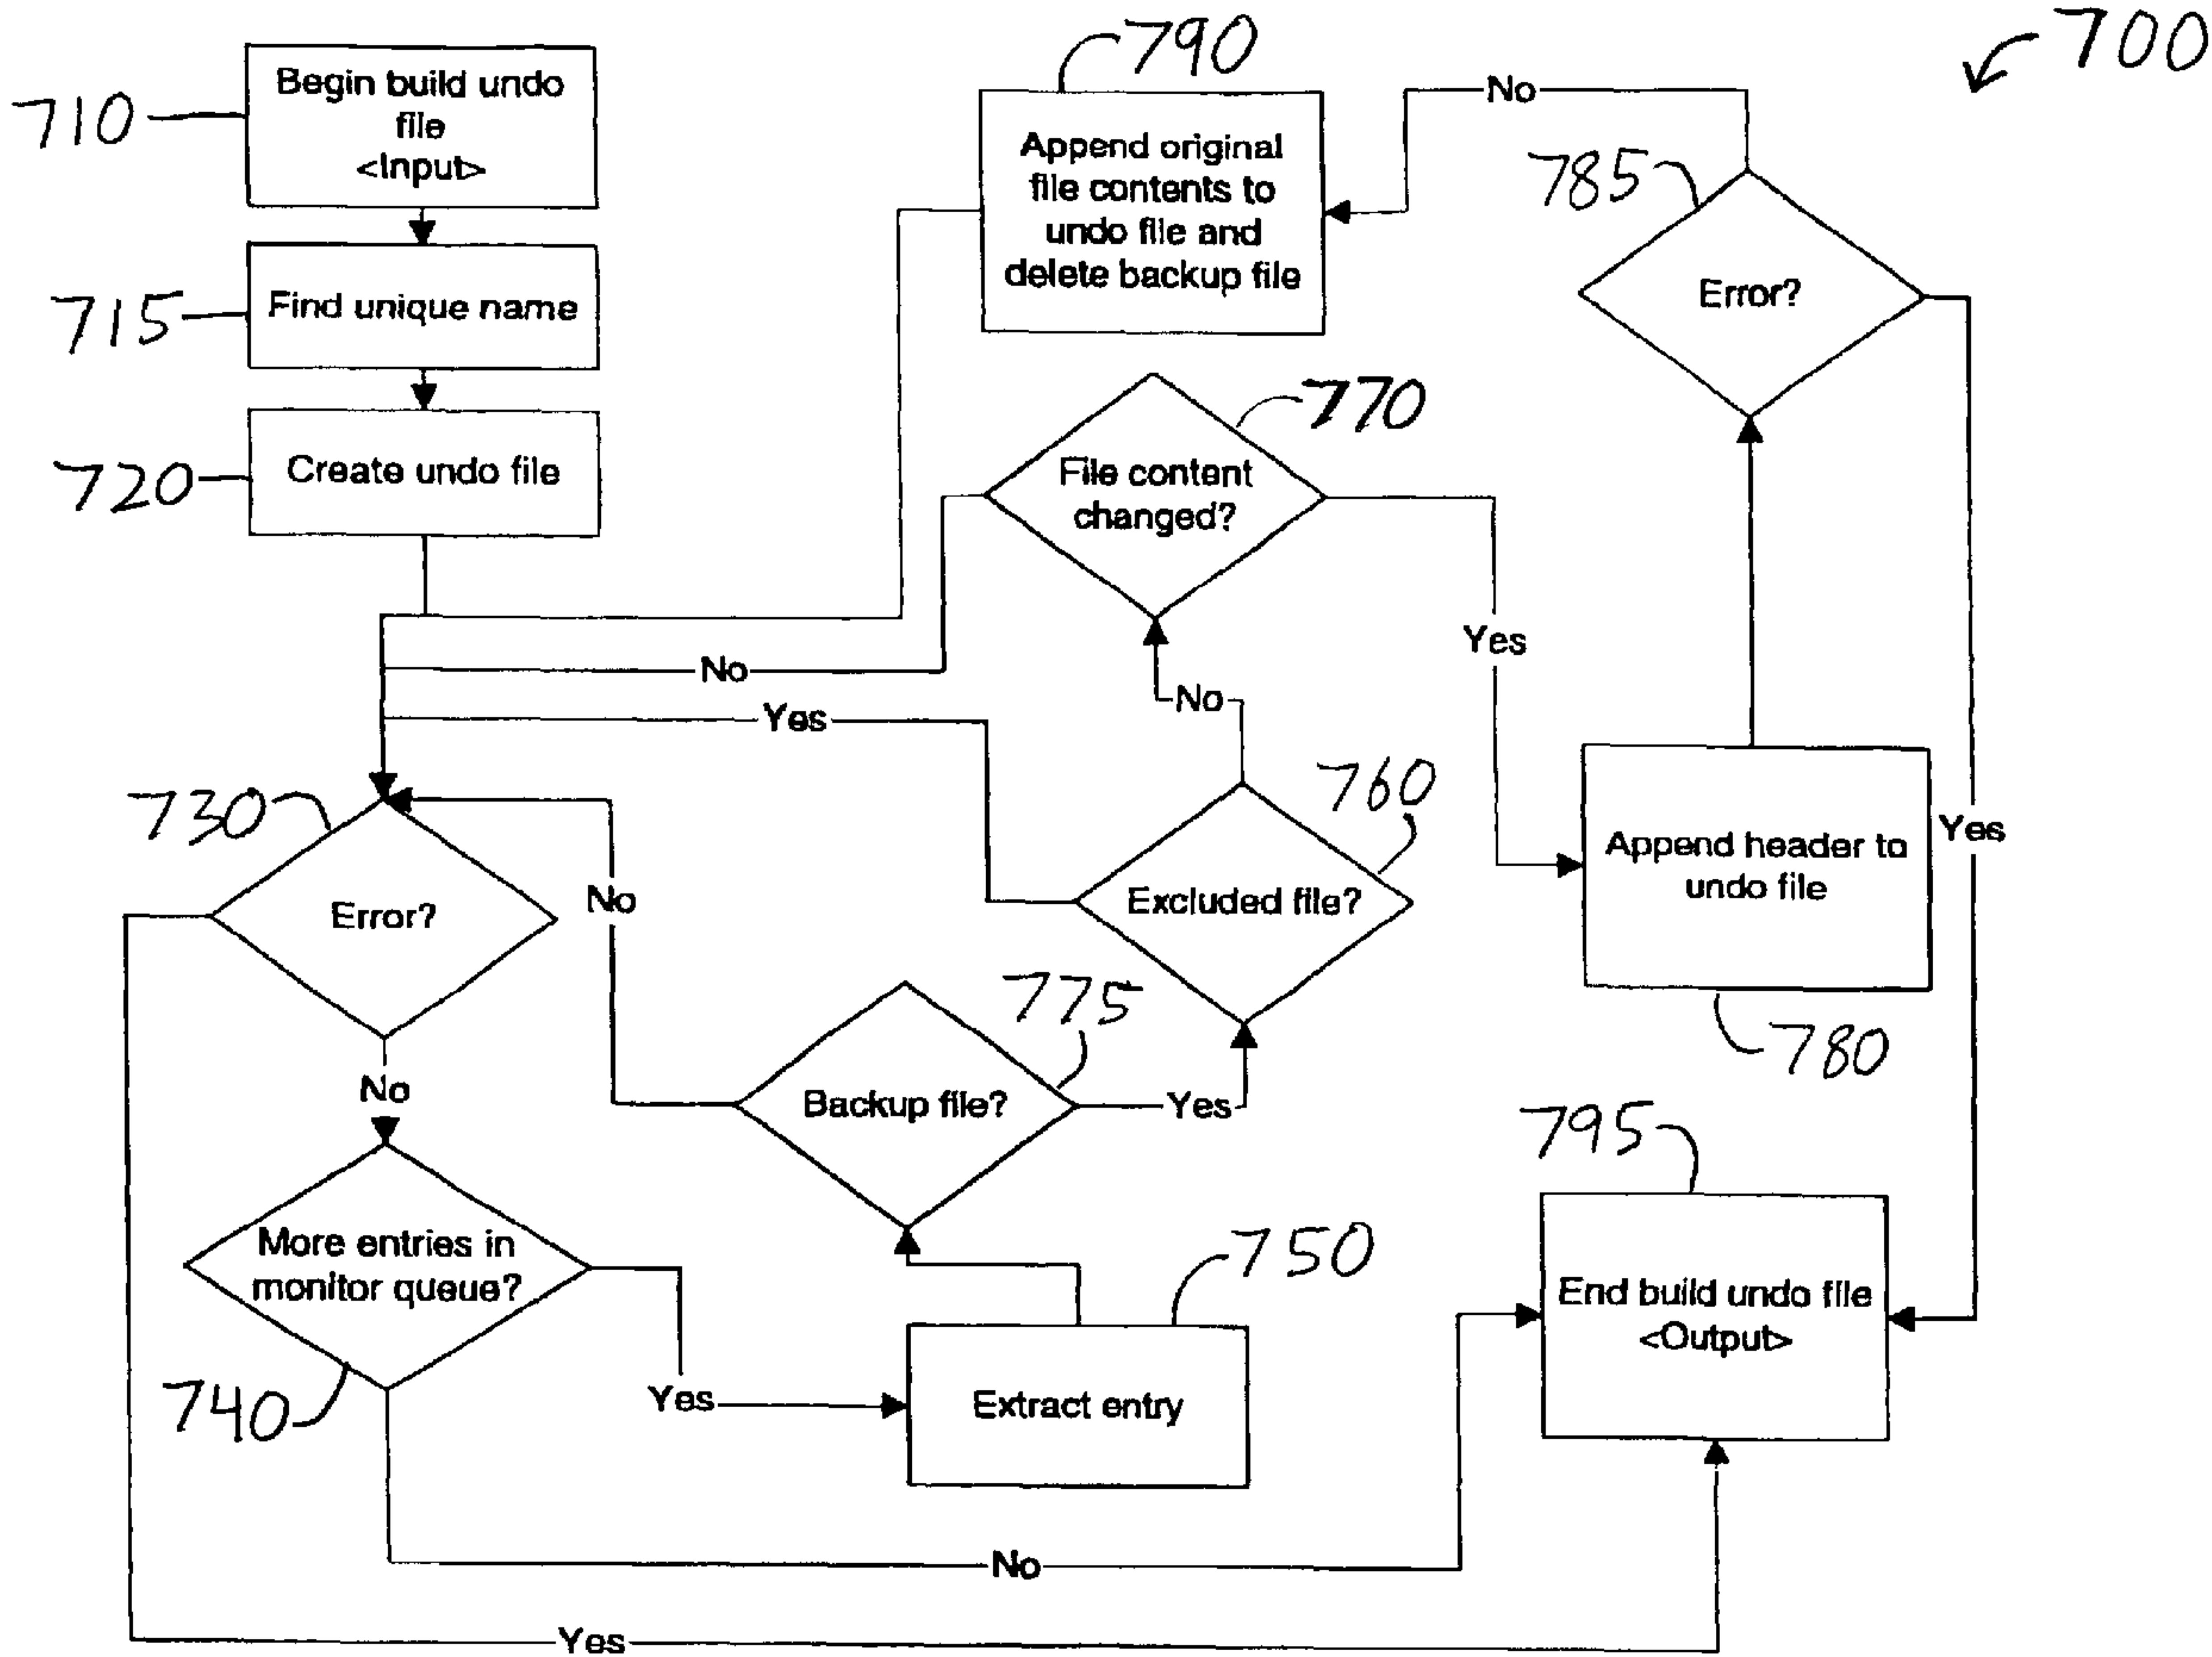 700
710
Begin build undo
file
<Input>
715
Find unique name
720
Create undo file
790
Append original
file contents to
undo file and
delete backup file
No
785
Error?
770
File content
changed?
Yes
No
No
Yes
760
Excluded file?
780
Append header to
undo file
Yes
730
Error?
No
No
775
Backup file?
Yes
740
More entries in
monitor queue?
Yes
750
Extract entry
795
End build undo file
<Output>
No
Yes